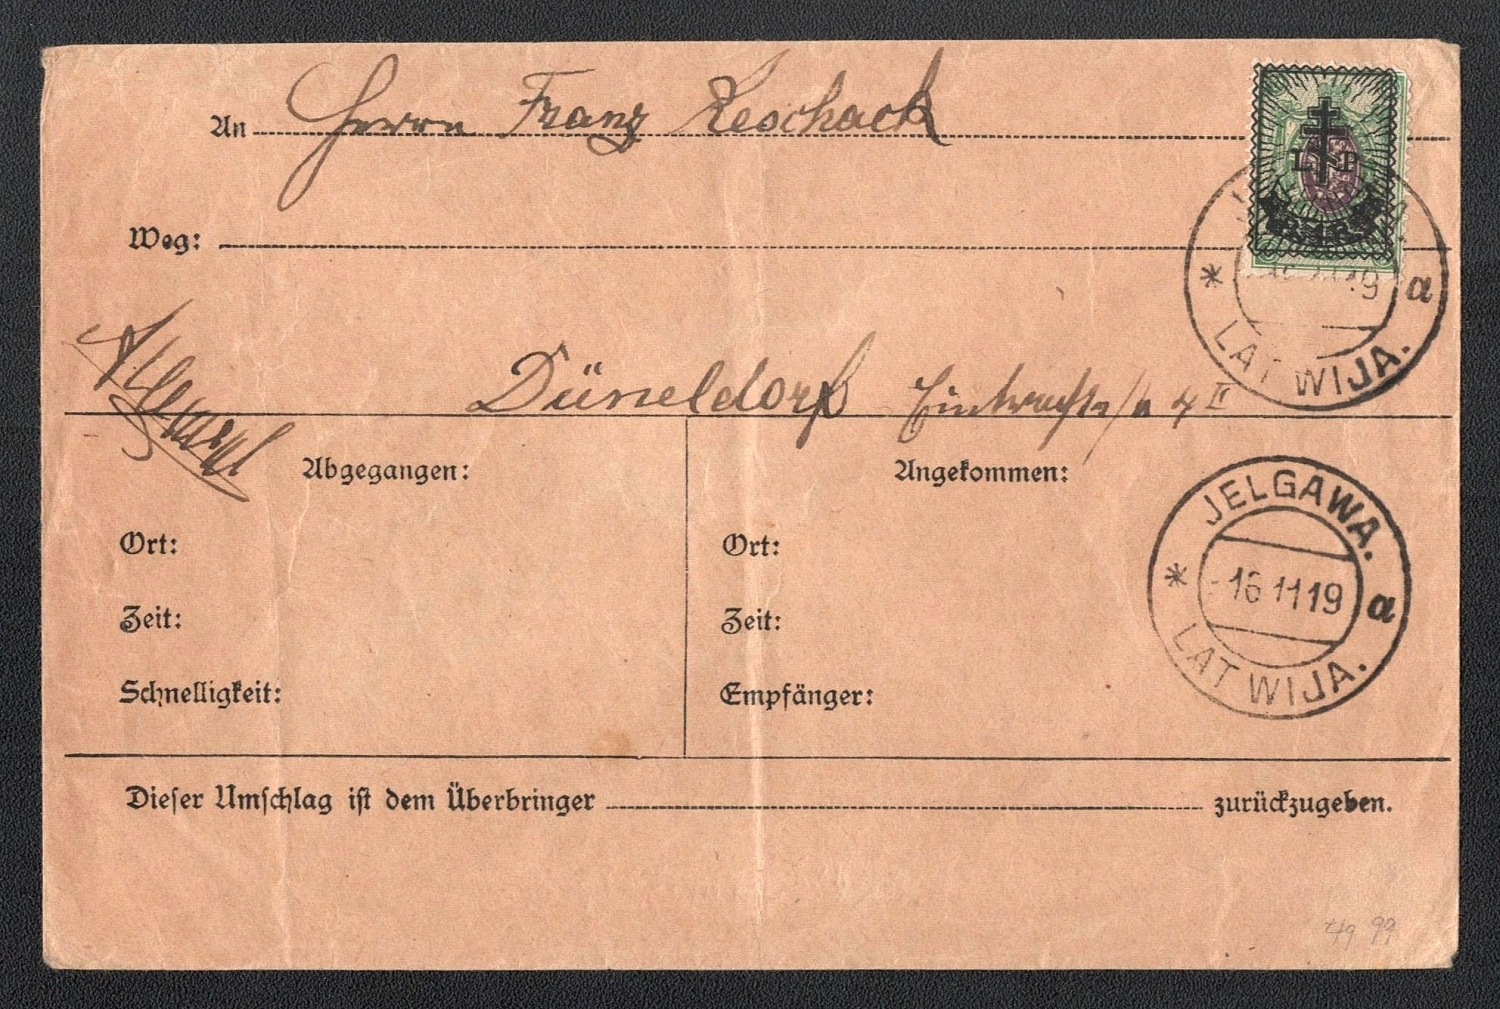 An Herrn Franz Reschack
Weg:
Düsseldorf
Abgegangen:
Ort:
Zeit:
Schnelligkeit:
Angekommen:
Ort:
Zeit:
Empfänger:
Dieser Umschlag ist dem Überbringer zurückzugeben.
L P
19 a
LATWIJA.
JELGAWA.
16 11 19 a
LATWIJA.